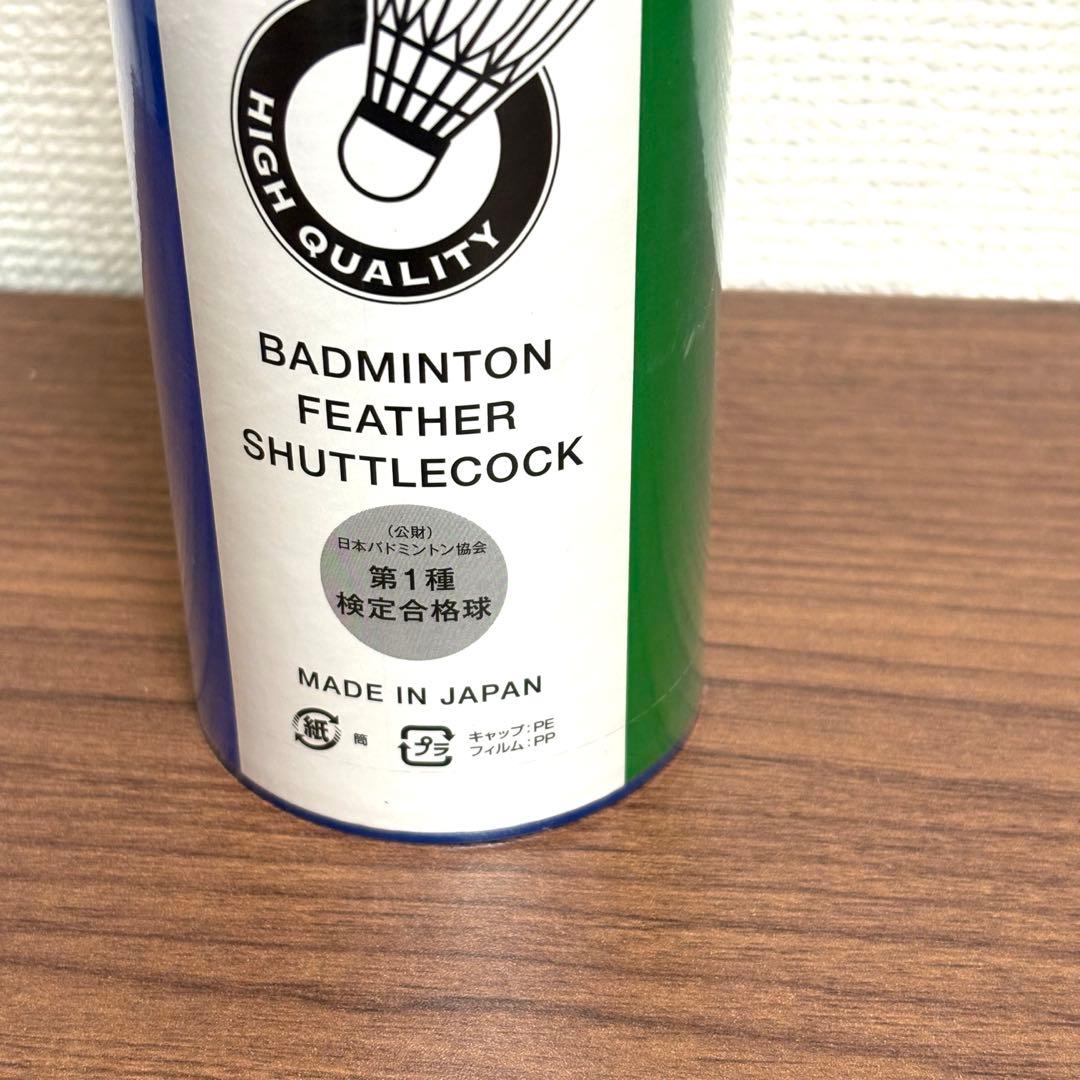 HIGH QUALITY
BADMINTON
FEATHER
SHUTTLECOCK
(公財)
日本バドミントン協会
第1種
検定合格球
MADE IN JAPAN
紙 筒
プラ キャップ:PE
フィルム:PP